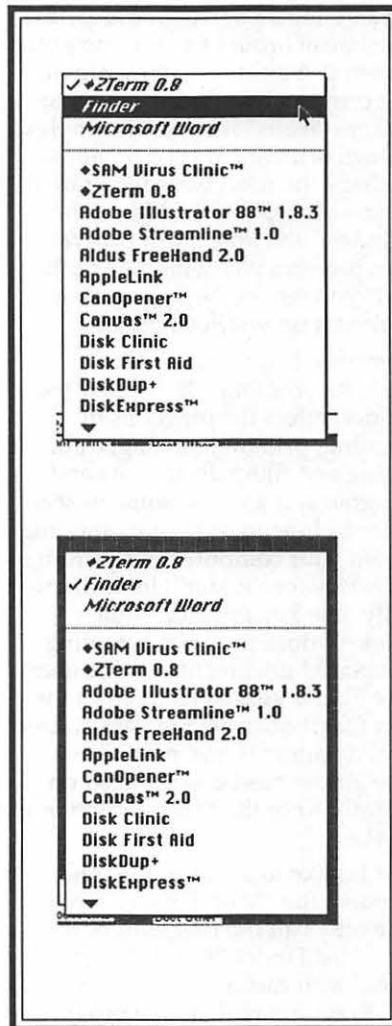 ✓ ◆ZTerm 0.8
Finder
Microsoft Word
◆SAM Virus Clinic™
◆ZTerm 0.8
Adobe Illustrator 88™ 1.8.3
Adobe Streamline™ 1.0
Aldus FreeHand 2.0
AppleLink
CanOpener™
Canvas™ 2.0
Disk Clinic
Disk First Aid
DiskDup+
DiskExpress™
◆ZTerm 0.8
✓ Finder
Microsoft Word
◆SAM Virus Clinic™
◆ZTerm 0.8
Adobe Illustrator 88™ 1.8.3
Adobe Streamline™ 1.0
Aldus FreeHand 2.0
AppleLink
CanOpener™
Canvas™ 2.0
Disk Clinic
Disk First Aid
DiskDup+
DiskExpress™